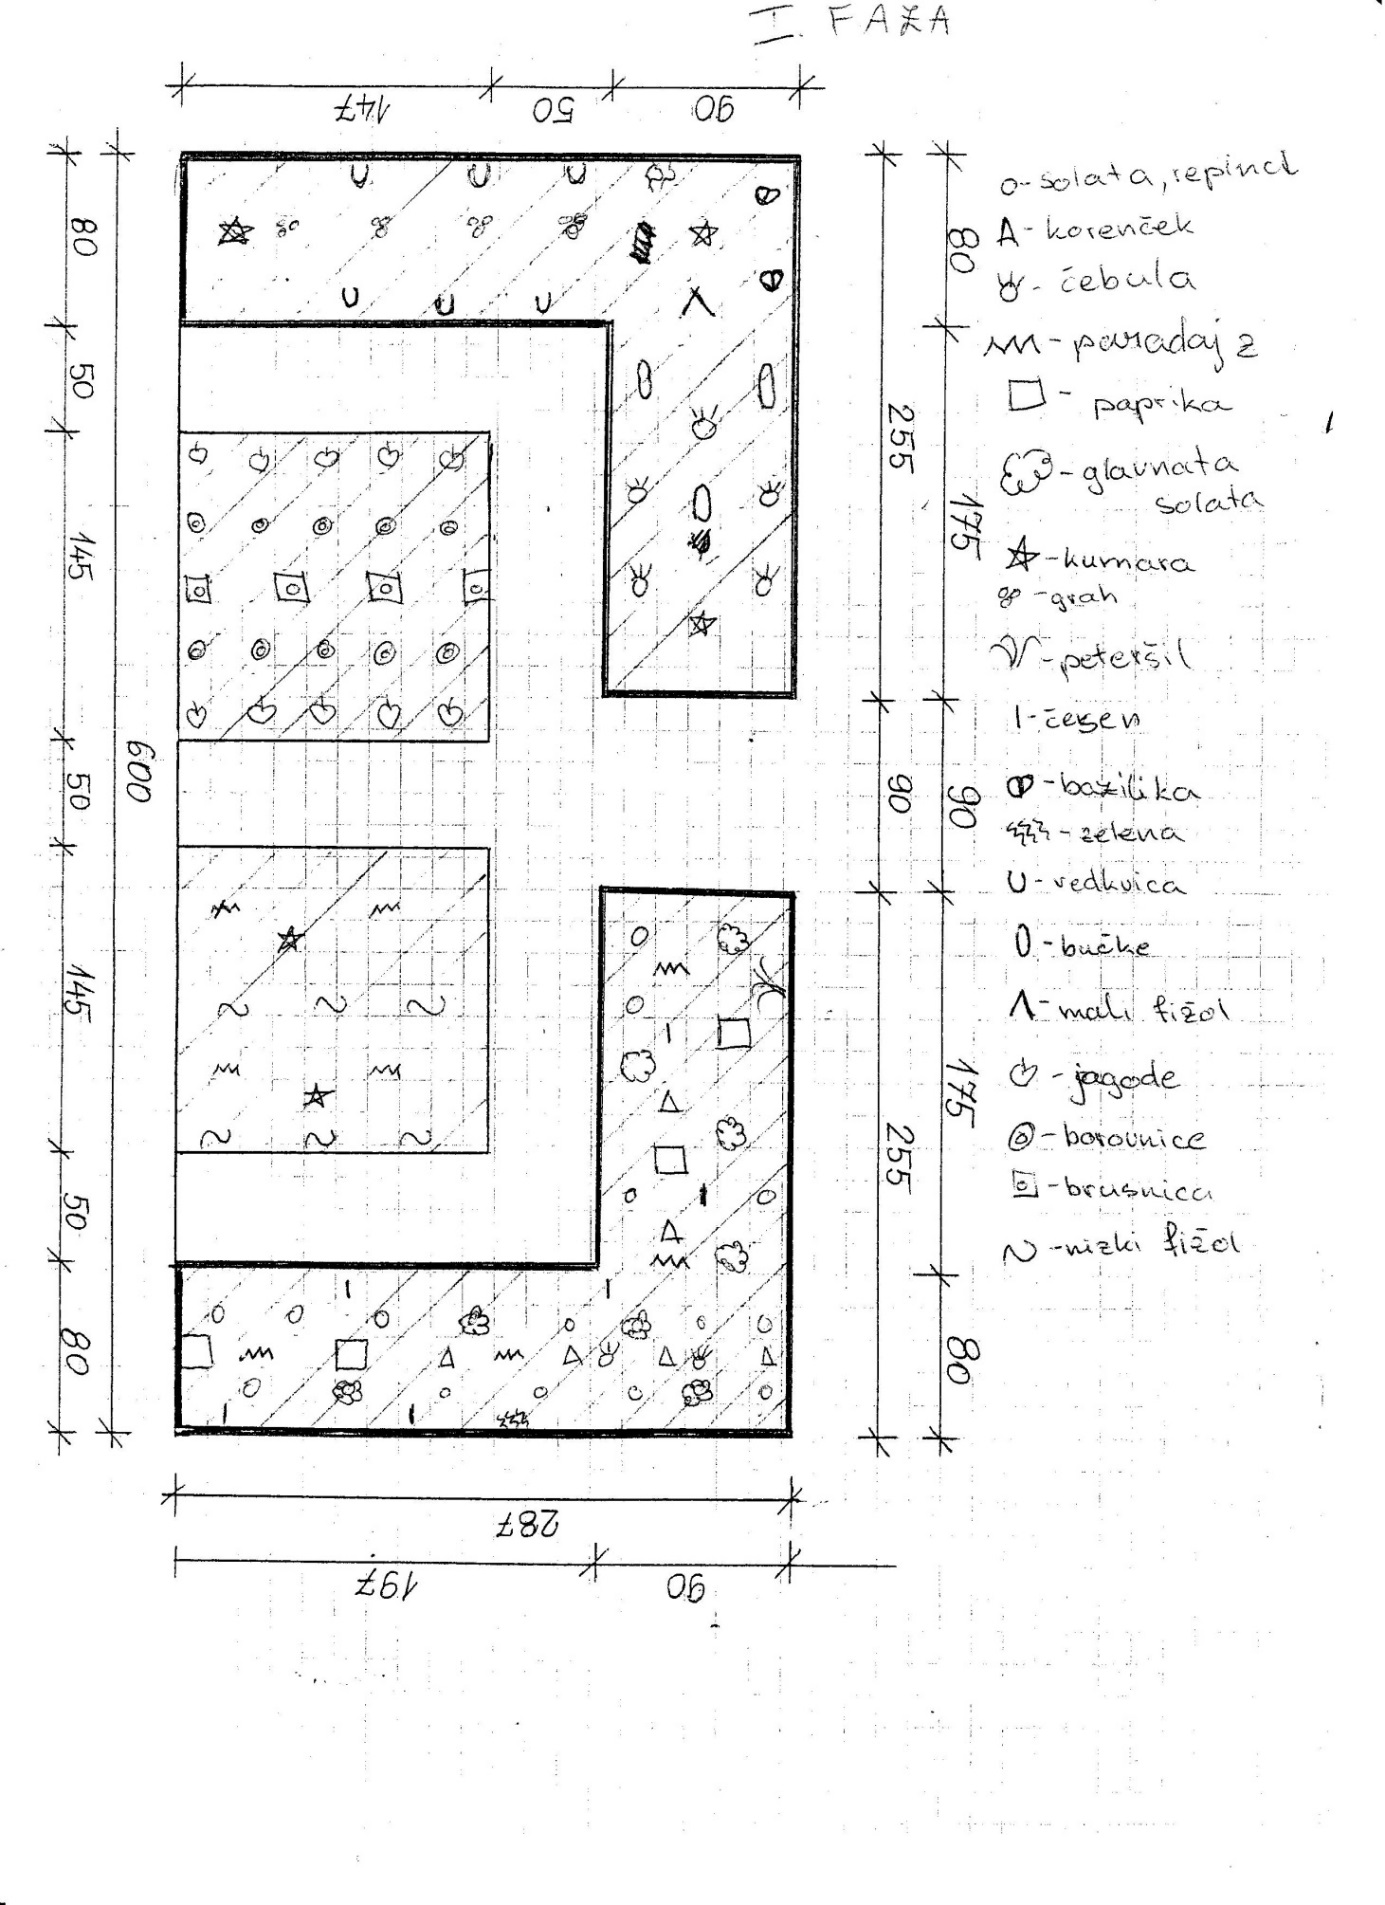 I. FAZA
147
50
90
80
50
145
50
145
50
80
600
255
90
255
80
175
90
175
80
287
197
90
o-solata, repincl
A-korenček
-čebula
-paradajz
- paprika
-glavnata
solata
-kumara
-grah
-peteršil
-česen
-bazilika
-zelena
U-redkvica
-bučke
Λ-mali fižol
-jagode
-borovnice
-brusnica
-nizki fižol